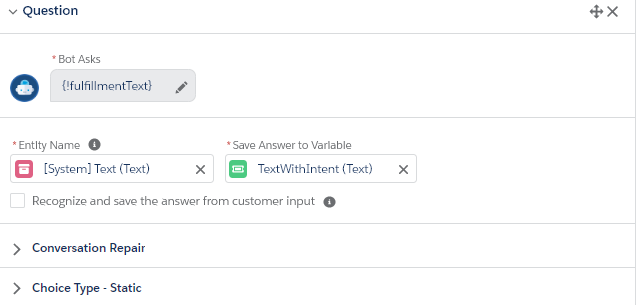 Question
* Bot Asks
{!fulfillmentText}
* Entity Name
* Save Answer to Variable
[System] Text (Text)
TextWithIntent (Text)
Recognize and save the answer from customer input
Conversation Repair
Choice Type - Static